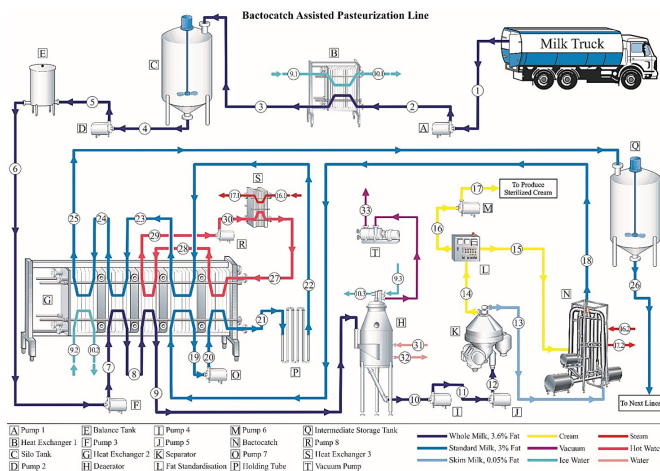 Bactocatch Assisted Pasteurization Line
Milk Truck
E
C
B
9.1
10.1
1
5
3
2
D
4
A
6
S
17.1
16.1
33
17
To Produce
Sterilized Cream
Q
25
24
23
30
R
29
28
T
M
16
L
15
18
27
22
10.3
9.3
14
26
G
21
H
K
13
N
9.2
10.2
7
8
9
19
20
O
P
31
32
16.2
17.2
F
10
11
I
12
J
To Next Lines
A Pump 1 E Balance Tank I Pump 4 M Pump 6 Q Intermediate Storage Tank
B Heat Exchanger 1 F Pump 3 J Pump 5 N Bactocatch R Pump 8
C Silo Tank G Heat Exchanger 2 K Separator O Pump 7 S Heat Exchanger 3
D Pump 2 H Deaerator L Fat Standardisation P Holding Tube T Vacuum Pump
Whole Milk, 3.6% Fat Cream Steam
Standard Milk, 3% Fat Vacuum Hot Water
Skim Milk, 0.05% Fat Ice Water Water